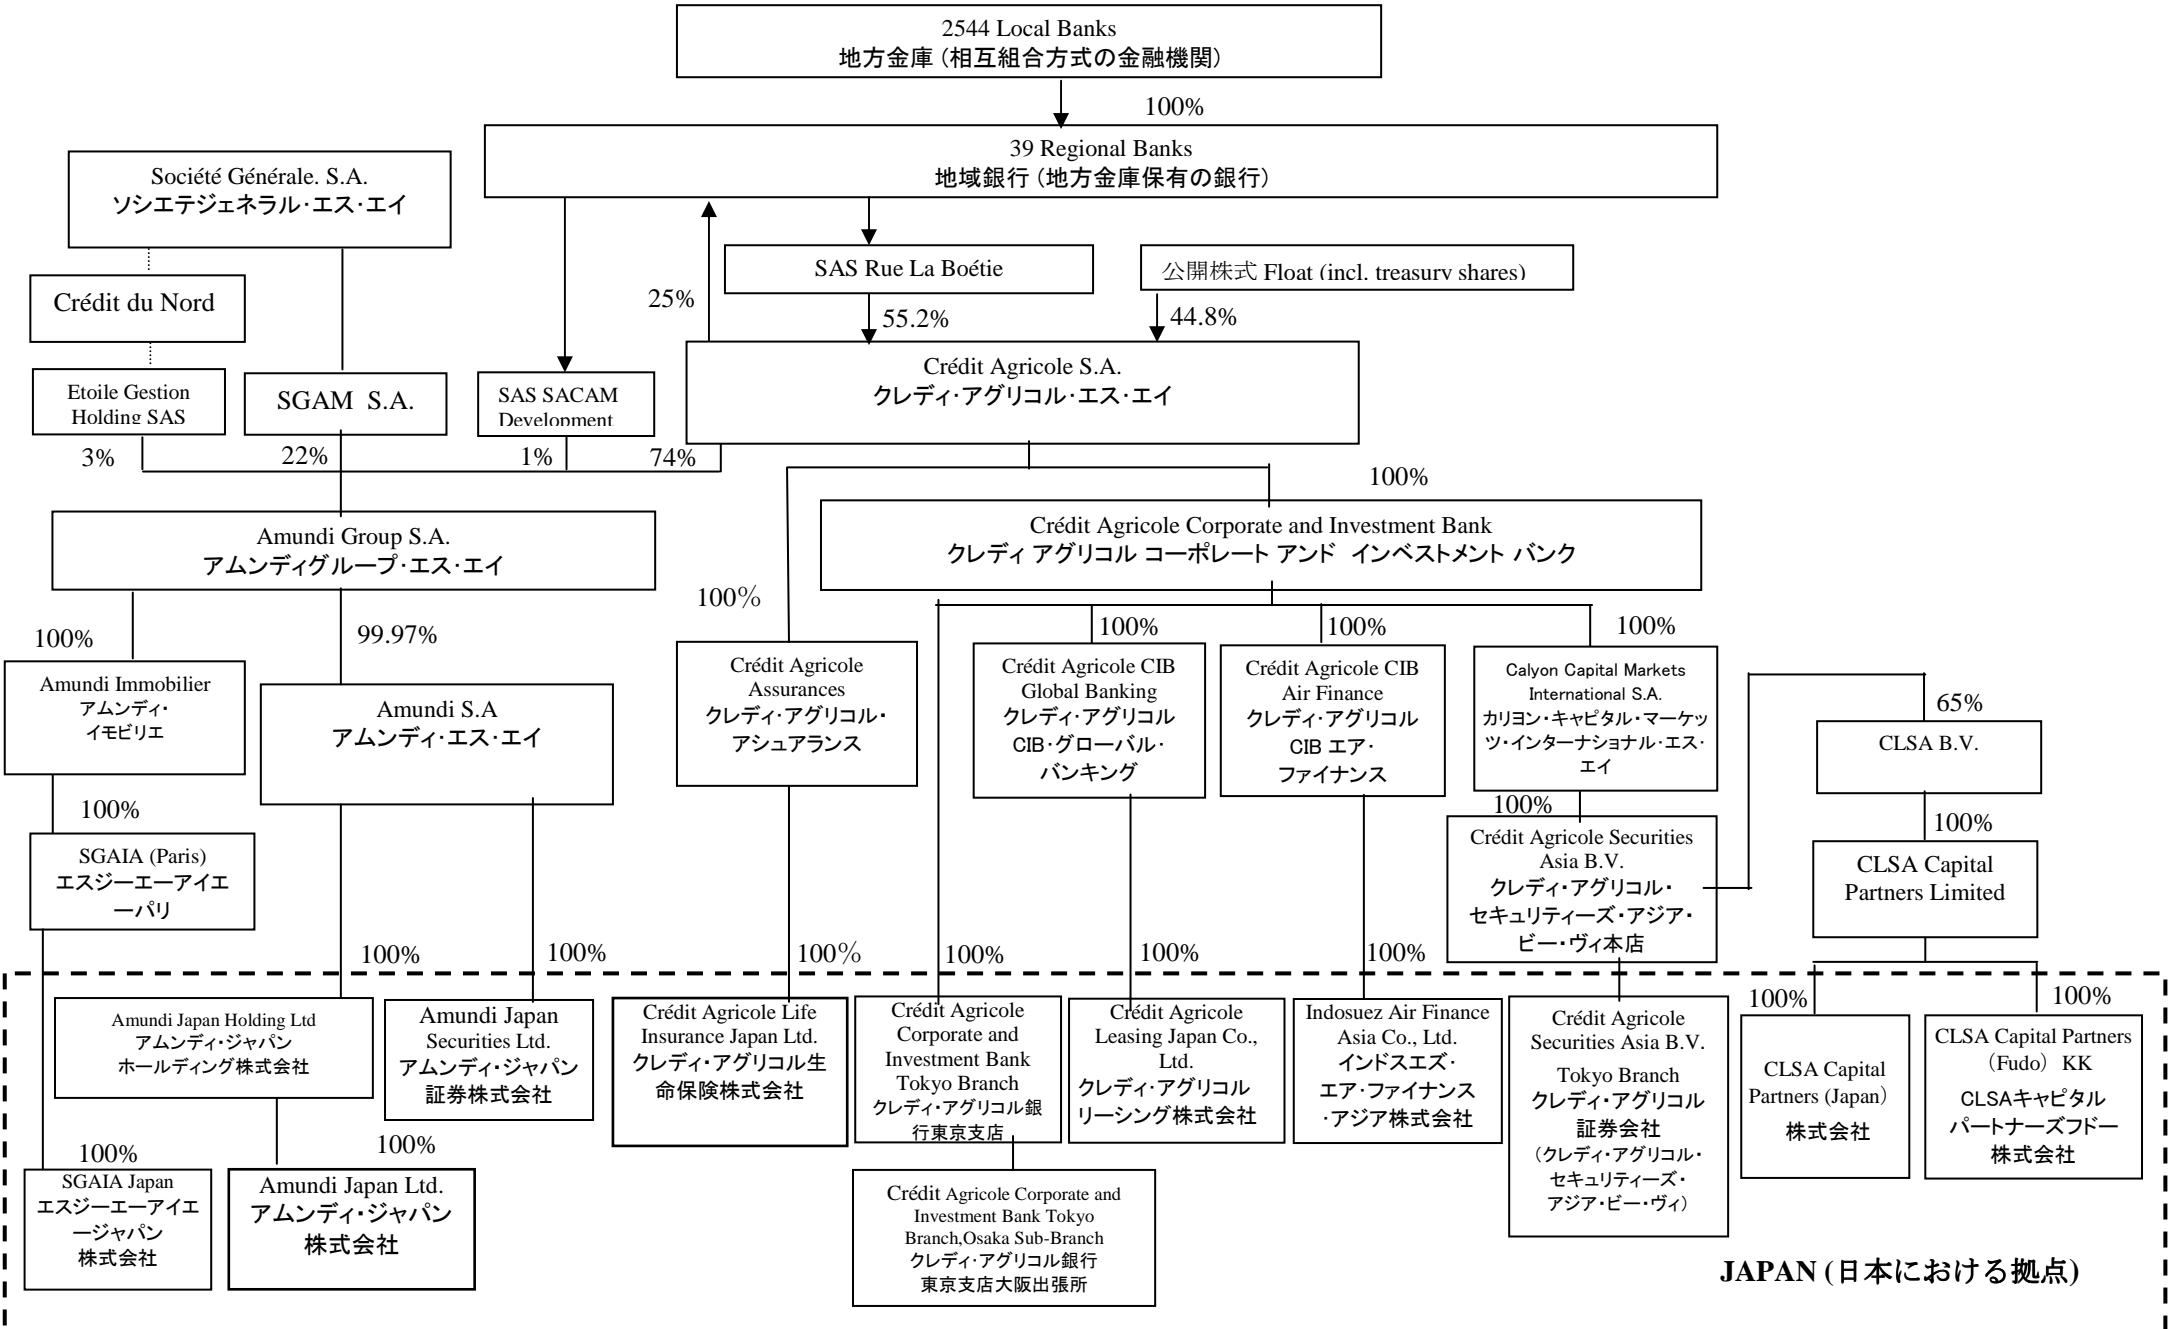 2544 Local Banks
地方金庫 (相互組合方式の金融機関)
100%
39 Regional Banks
地域銀行 (地方金庫保有の銀行)
Société Générale. S.A.
ソシエテジェネラル・エス・エイ
Crédit du Nord
SAS Rue La Boétie
公開株式 Float (incl. treasury shares)
25%
55.2%
44.8%
Etoile Gestion
Holding SAS
SGAM S.A.
SAS SACAM
Development
Crédit Agricole S.A.
クレディ・アグリコル・エス・エイ
3%
22%
1%
74%
100%
Amundi Group S.A.
アムンディグループ・エス・エイ
Crédit Agricole Corporate and Investment Bank
クレディ アグリコル コーポレート アンド インベストメント バンク
100%
99.97%
100%
100%
100%
100%
Amundi Immobilier
アムンディ・
イモビリエ
Amundi S.A
アムンディ・エス・エイ
Crédit Agricole
Assurances
クレディ・アグリコル・
アシュアランス
Crédit Agricole CIB
Global Banking
クレディ・アグリコル
CIB・グローバル・
バンキング
Crédit Agricole CIB
Air Finance
クレディ・アグリコル
CIB エア・
ファイナンス
Calyon Capital Markets
International S.A.
カリヨン・キャピタル・マーケッ
ツ・インターナショナル・エス・
エイ
65%
CLSA B.V.
100%
100%
100%
SGAIA (Paris)
エスジーエーアイエ
ーパリ
Crédit Agricole Securities
Asia B.V.
クレディ・アグリコル・
セキュリティーズ・アジア・
ビー・ヴィ本店
CLSA Capital
Partners Limited
100%
100%
100%
100%
100%
100%
100%
100%
Amundi Japan Holding Ltd
アムンディ・ジャパン
ホールディング株式会社
Amundi Japan
Securities Ltd.
アムンディ・ジャパン
証券株式会社
Crédit Agricole Life
Insurance Japan Ltd.
クレディ・アグリコル生
命保険株式会社
Crédit Agricole
Corporate and
Investment Bank
Tokyo Branch
クレディ・アグリコル銀
行東京支店
Crédit Agricole
Leasing Japan Co.,
Ltd.
クレディ・アグリコル
リーシング株式会社
Indosuez Air Finance
Asia Co., Ltd.
インドスエズ・
エア・ファイナンス
・アジア株式会社
Crédit Agricole
Securities Asia B.V.
Tokyo Branch
クレディ・アグリコル
証券会社
(クレディ・アグリコル・
セキュリティーズ・
アジア・ビー・ヴィ)
CLSA Capital
Partners (Japan)
株式会社
CLSA Capital Partners
(Fudo) KK
CLSAキャピタル
パートナーズフドー
株式会社
100%
100%
SGAIA Japan
エスジーエーアイエ
ージャパン
株式会社
Amundi Japan Ltd.
アムンディ・ジャパン
株式会社
Crédit Agricole Corporate and
Investment Bank Tokyo
Branch,Osaka Sub-Branch
クレディ・アグリコル銀行
東京支店大阪出張所
JAPAN (日本における拠点)